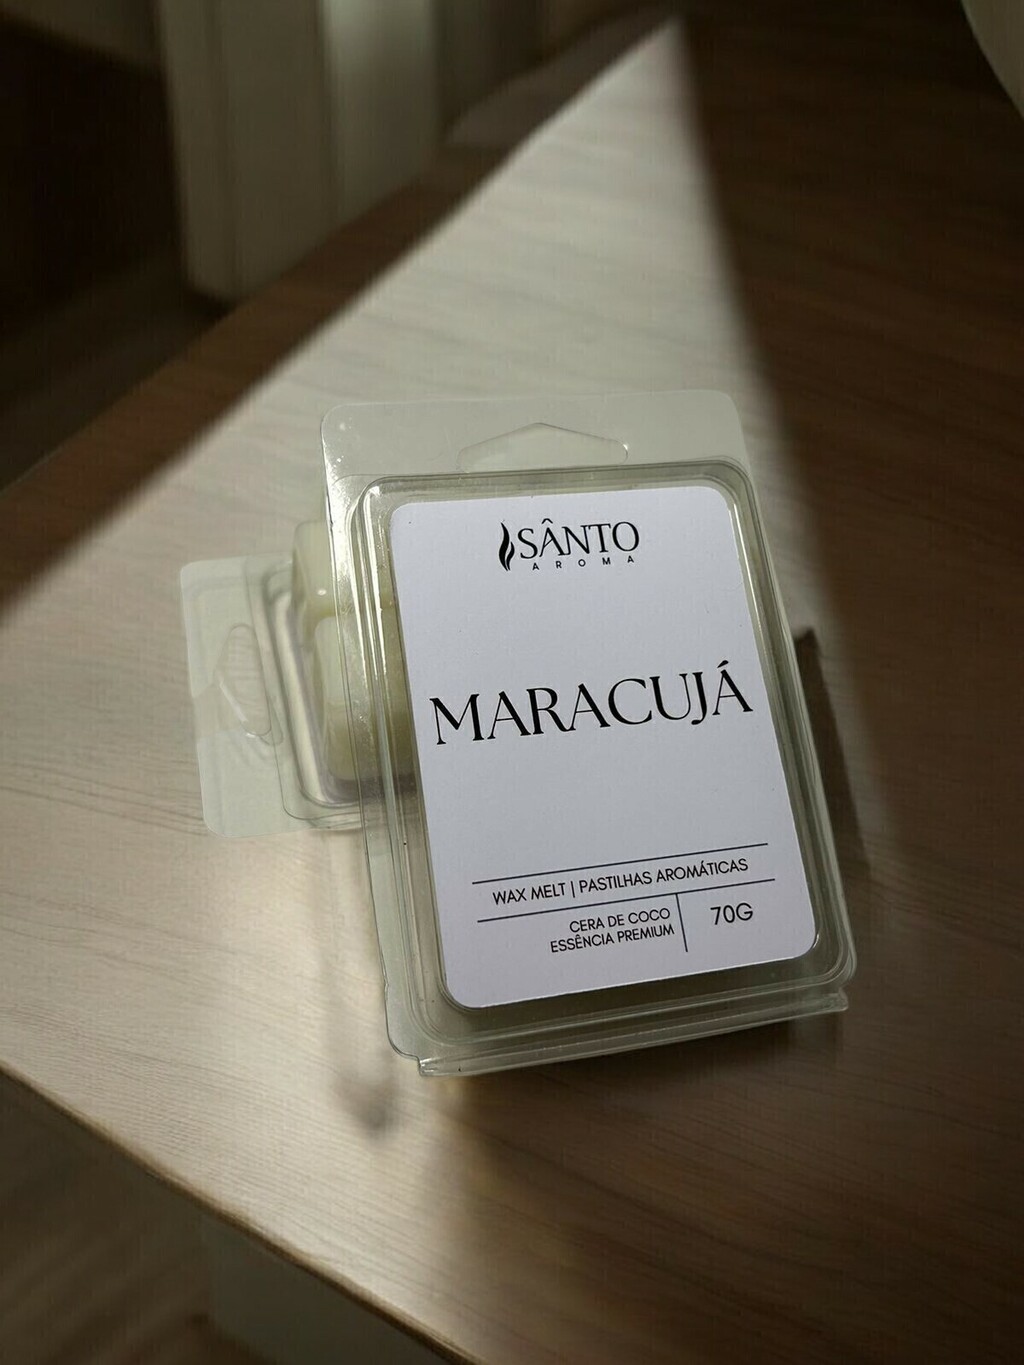 SÂNTO
AROMA
MARACUJÁ
WAX MELT | PASTILHAS AROMÁTICAS
CERA DE COCO
ESSÊNCIA PREMIUM
70G